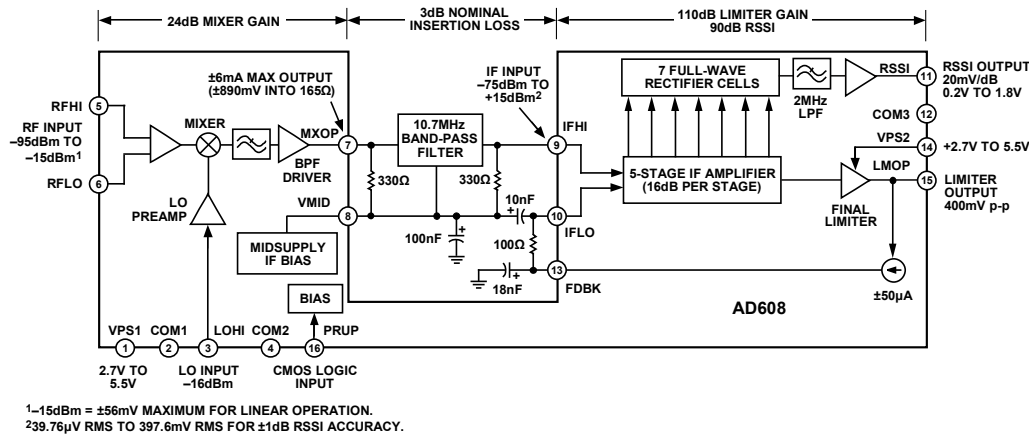 24dB MIXER GAIN
3dB NOMINAL
INSERTION LOSS
110dB LIMITER GAIN
90dB RSSI
±6mA MAX OUTPUT
(±890mV INTO 165Ω)
IF INPUT
–75dBm TO
+15dBm2
7 FULL-WAVE
RECTIFIER CELLS
2MHz
LPF
RSSI
11
RSSI OUTPUT
20mV/dB
0.2V TO 1.8V
COM3
12
VPS2
14
+2.7V TO 5.5V
LMOP
15
LIMITER
OUTPUT
400mV p-p
RFHI
5
RF INPUT
–95dBm TO
–15dBm1
RFLO
6
MIXER
LO
PREAMP
BPF
DRIVER
MXOP
7
10.7MHz
BAND-PASS
FILTER
IFHI
9
330Ω
330Ω
VMID
8
MIDSUPPLY
IF BIAS
100nF
+
10nF
+
10
IFLO
100Ω
18nF
+
13
FDBK
5-STAGE IF AMPLIFIER
(16dB PER STAGE)
FINAL
LIMITER
±50µA
AD608
BIAS
VPS1
COM1
LOHI
COM2
PRUP
1
2
3
4
16
2.7V TO
5.5V
LO INPUT
–16dBm
CMOS LOGIC
INPUT
1–15dBm = ±56mV MAXIMUM FOR LINEAR OPERATION.
239.76µV RMS TO 397.6mV RMS FOR ±1dB RSSI ACCURACY.